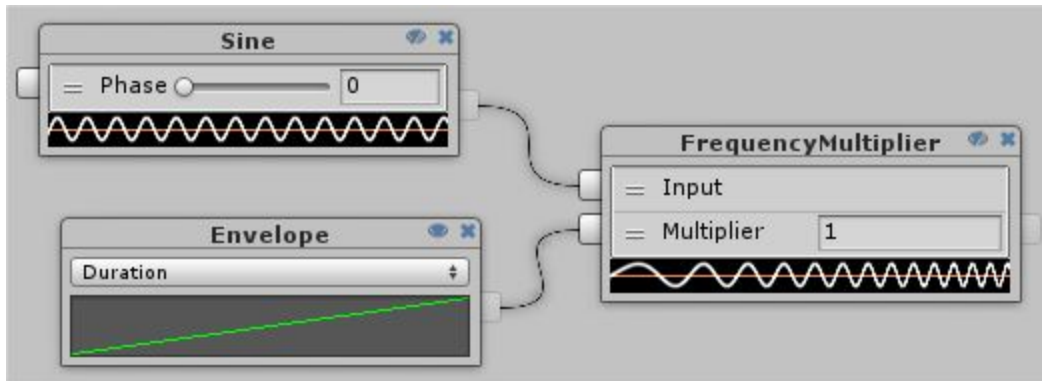 Sine
Phase 0
FrequencyMultiplier
Input
Multiplier 1
Envelope
Duration